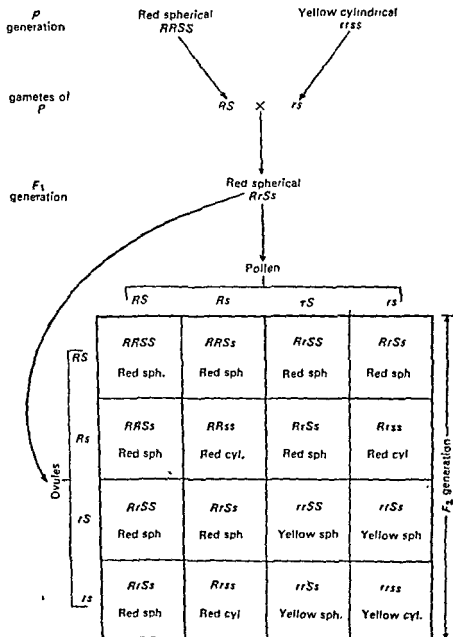 P generation
Red spherical
RRSS
Yellow cylindrical
rrss
gametes of P
RS × rs
F1 generation
Red spherical
RrSs
Pollen
RS Rs rS rs
Ovules
RS
RRSS RRSs RrSS RrSs
Red sph. Red sph Red sph Red sph
Rs
RRSs RRss RrSs Rrss
Red sph Red cyl. Red sph Red cyl
rS
RrSS RrSs rrSS rrSs
Red sph Red sph Yellow sph Yellow sph
rs
RrSs Rrss rrSs rrss
Red sph Red cyl Yellow sph. Yellow cyl.
F2 generation